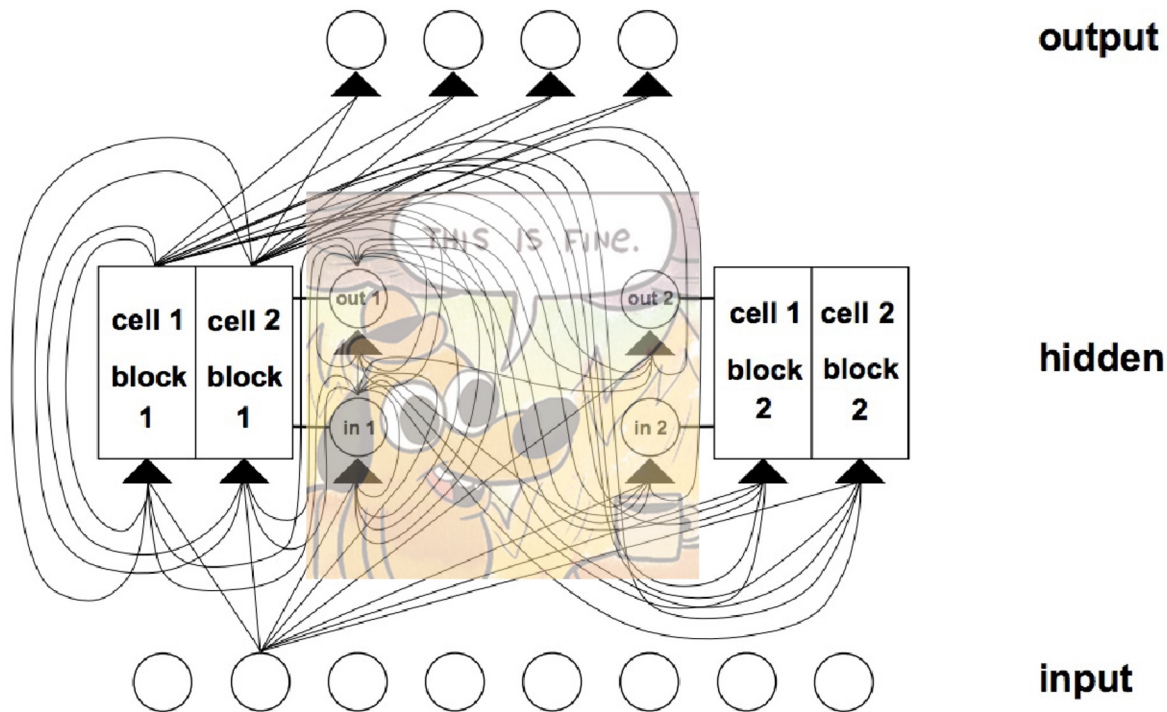 output
THIS IS FINE.
out 1
out 2
cell 1
block
1
cell 2
block
1
cell 1
block
2
cell 2
block
2
hidden
in 1
in 2
input